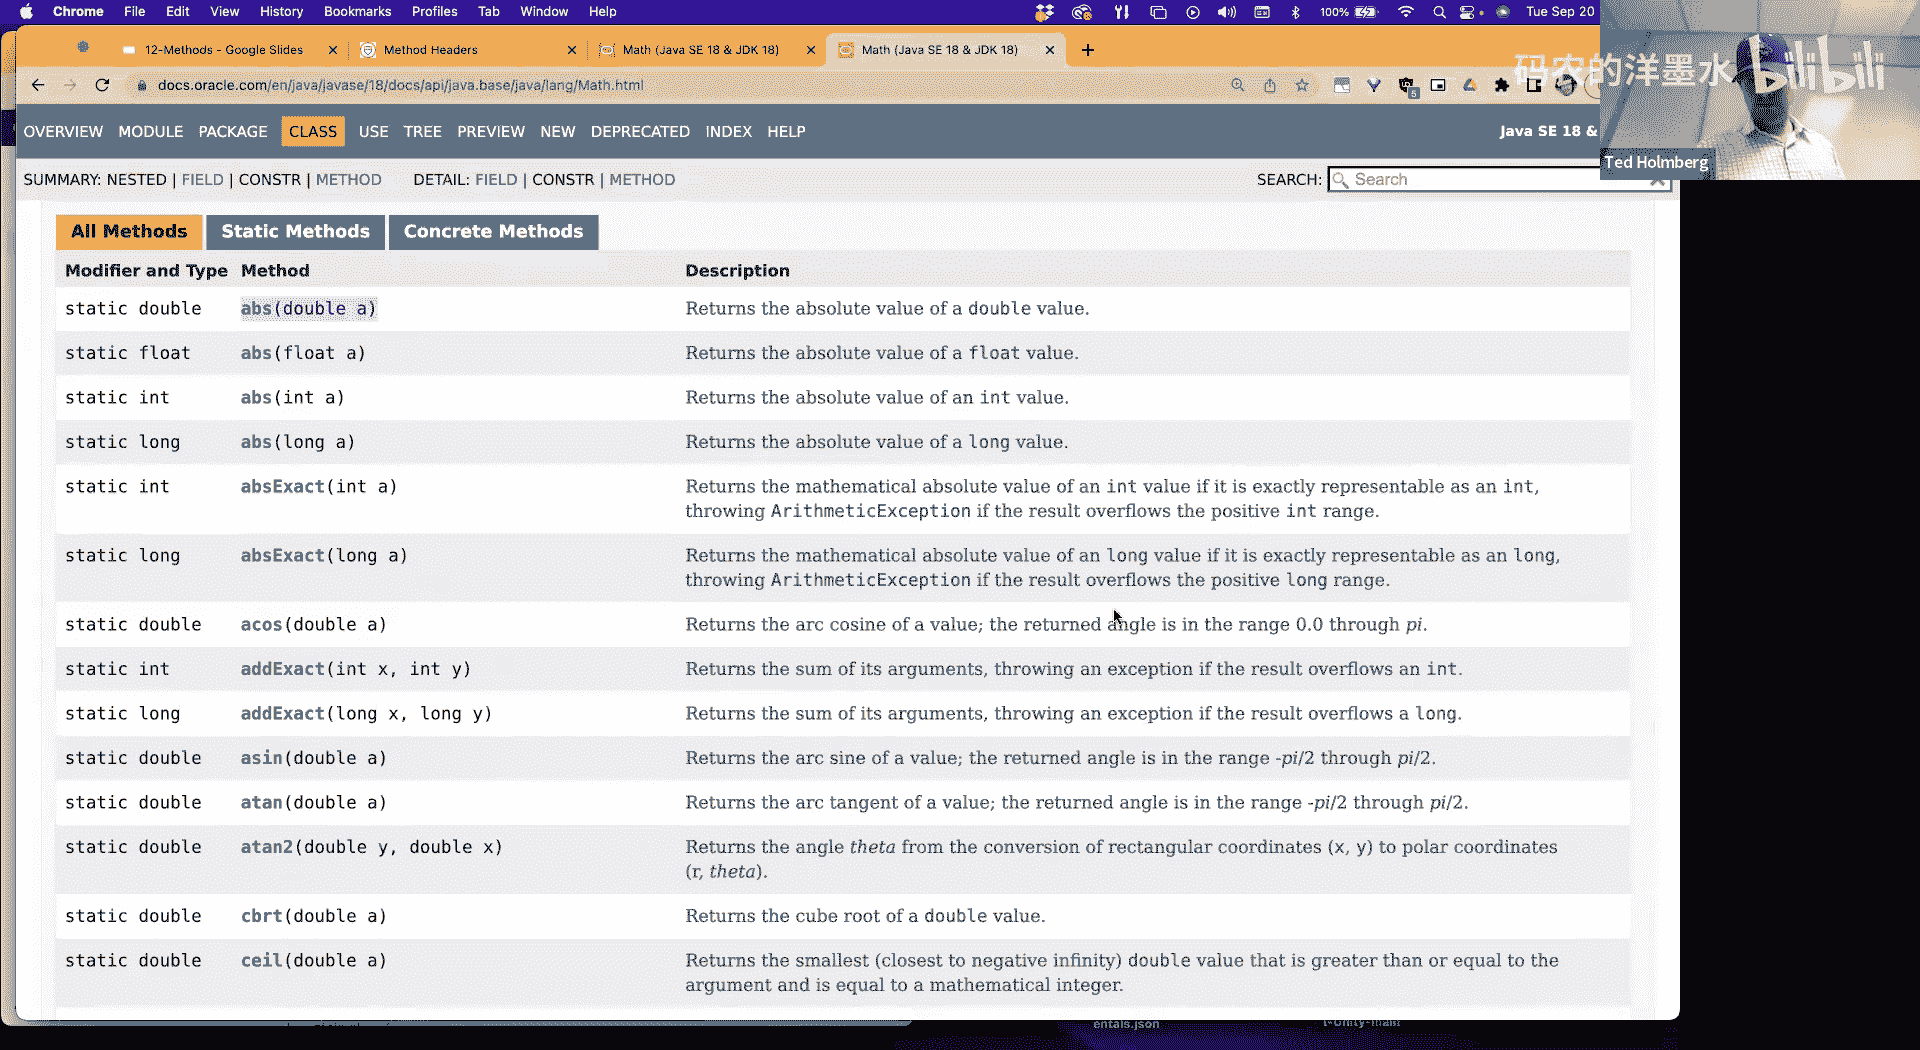 Chrome File Edit View History Bookmarks Profiles Tab Window Help 100% Tue Sep 20
12-Methods - Google Slides Method Headers Math (Java SE 18 & JDK 18) Math (Java SE 18 & JDK 18)
docs.oracle.com/en/java/javase/18/docs/api/java.base/java/lang/Math.html 5
码农的洋墨水 bilibili
OVERVIEW MODULE PACKAGE CLASS USE TREE PREVIEW NEW DEPRECATED INDEX HELP Java SE 18 &
Ted Holmberg
SUMMARY: NESTED | FIELD | CONSTR | METHOD DETAIL: FIELD | CONSTR | METHOD SEARCH: Search
All Methods Static Methods Concrete Methods
Modifier and Type Method Description
static double abs(double a) Returns the absolute value of a double value.
static float abs(float a) Returns the absolute value of a float value.
static int abs(int a) Returns the absolute value of an int value.
static long abs(long a) Returns the absolute value of a long value.
static int absExact(int a) Returns the mathematical absolute value of an int value if it is exactly representable as an int,
throwing ArithmeticException if the result overflows the positive int range.
static long absExact(long a) Returns the mathematical absolute value of an long value if it is exactly representable as an long,
throwing ArithmeticException if the result overflows the positive long range.
static double acos(double a) Returns the arc cosine of a value; the returned angle is in the range 0.0 through pi.
static int addExact(int x, int y) Returns the sum of its arguments, throwing an exception if the result overflows an int.
static long addExact(long x, long y) Returns the sum of its arguments, throwing an exception if the result overflows a long.
static double asin(double a) Returns the arc sine of a value; the returned angle is in the range -pi/2 through pi/2.
static double atan(double a) Returns the arc tangent of a value; the returned angle is in the range -pi/2 through pi/2.
static double atan2(double y, double x) Returns the angle theta from the conversion of rectangular coordinates (x, y) to polar coordinates
(r, theta).
static double cbrt(double a) Returns the cube root of a double value.
static double ceil(double a) Returns the smallest (closest to negative infinity) double value that is greater than or equal to the
argument and is equal to a mathematical integer.
entals.json